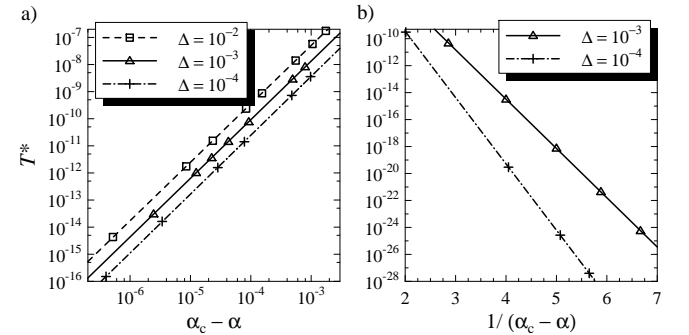 a)
b)
Δ = 10⁻²
Δ = 10⁻³
Δ = 10⁻⁴
T*
10⁻⁷
10⁻⁸
10⁻⁹
10⁻¹⁰
10⁻¹¹
10⁻¹²
10⁻¹³
10⁻¹⁴
10⁻¹⁵
10⁻¹⁶
10⁻⁶ 10⁻⁵ 10⁻⁴ 10⁻³
α_c − α
Δ = 10⁻³
Δ = 10⁻⁴
10⁻¹⁰
10⁻¹²
10⁻¹⁴
10⁻¹⁶
10⁻¹⁸
10⁻²⁰
10⁻²²
10⁻²⁴
10⁻²⁶
10⁻²⁸
2 3 4 5 6 7
1/ (α_c − α)